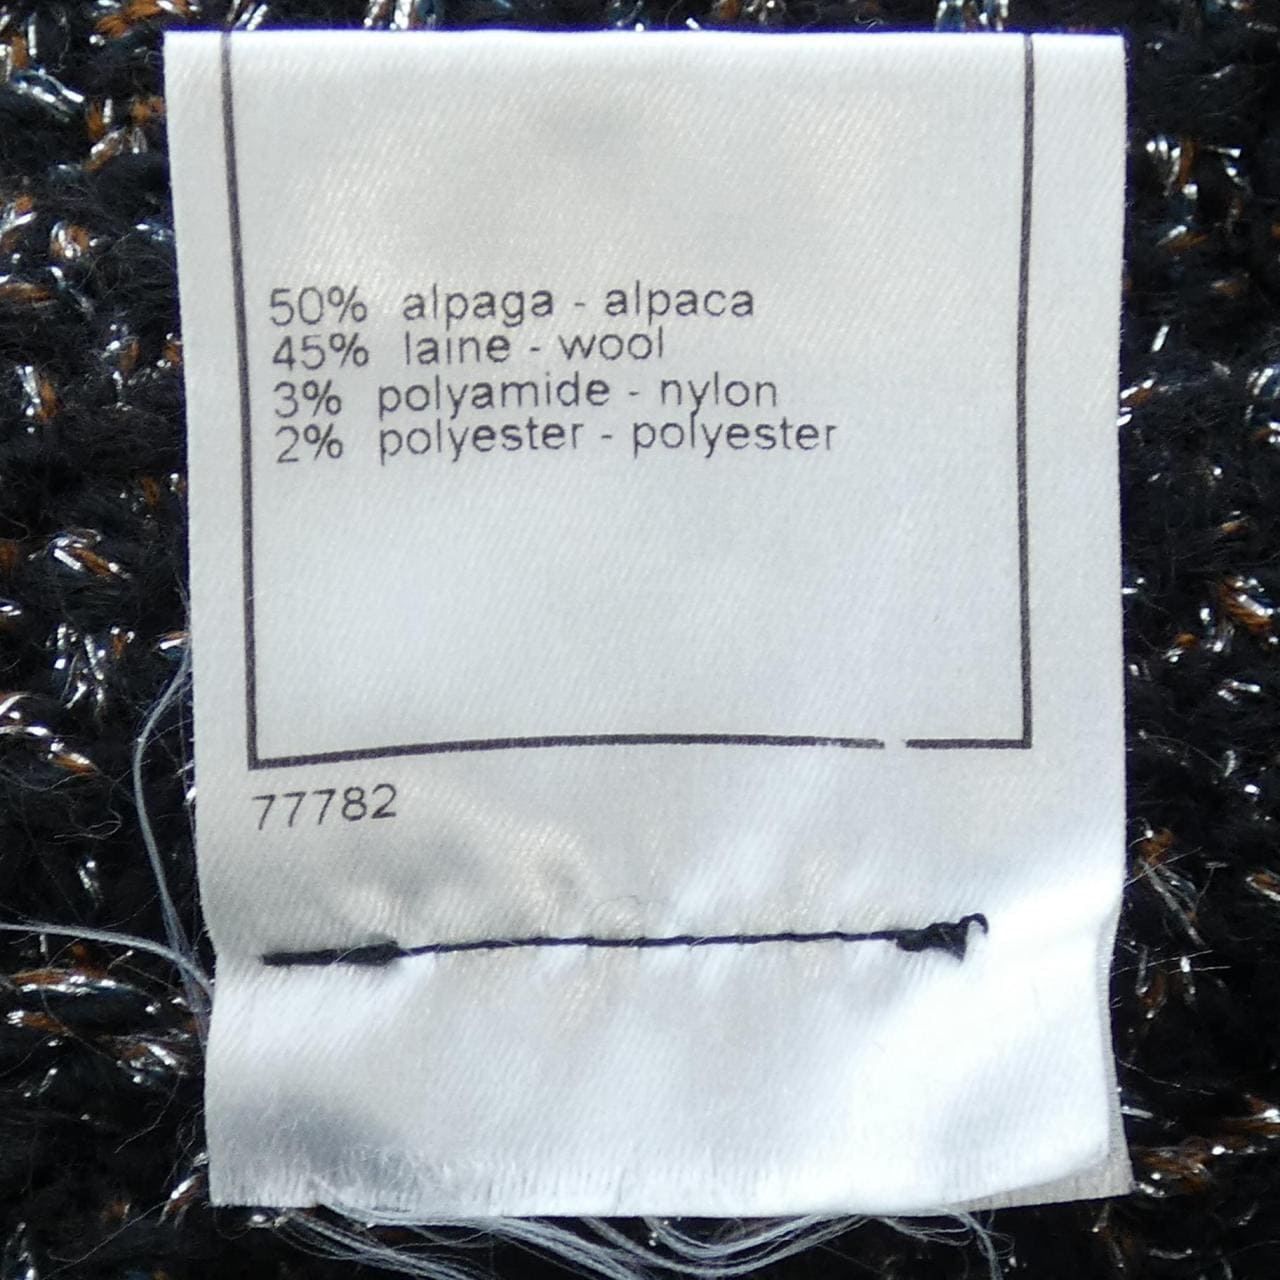 50% alpaga - alpaca
45% laine - wool
3% polyamide - nylon
2% polyester - polyester
77782